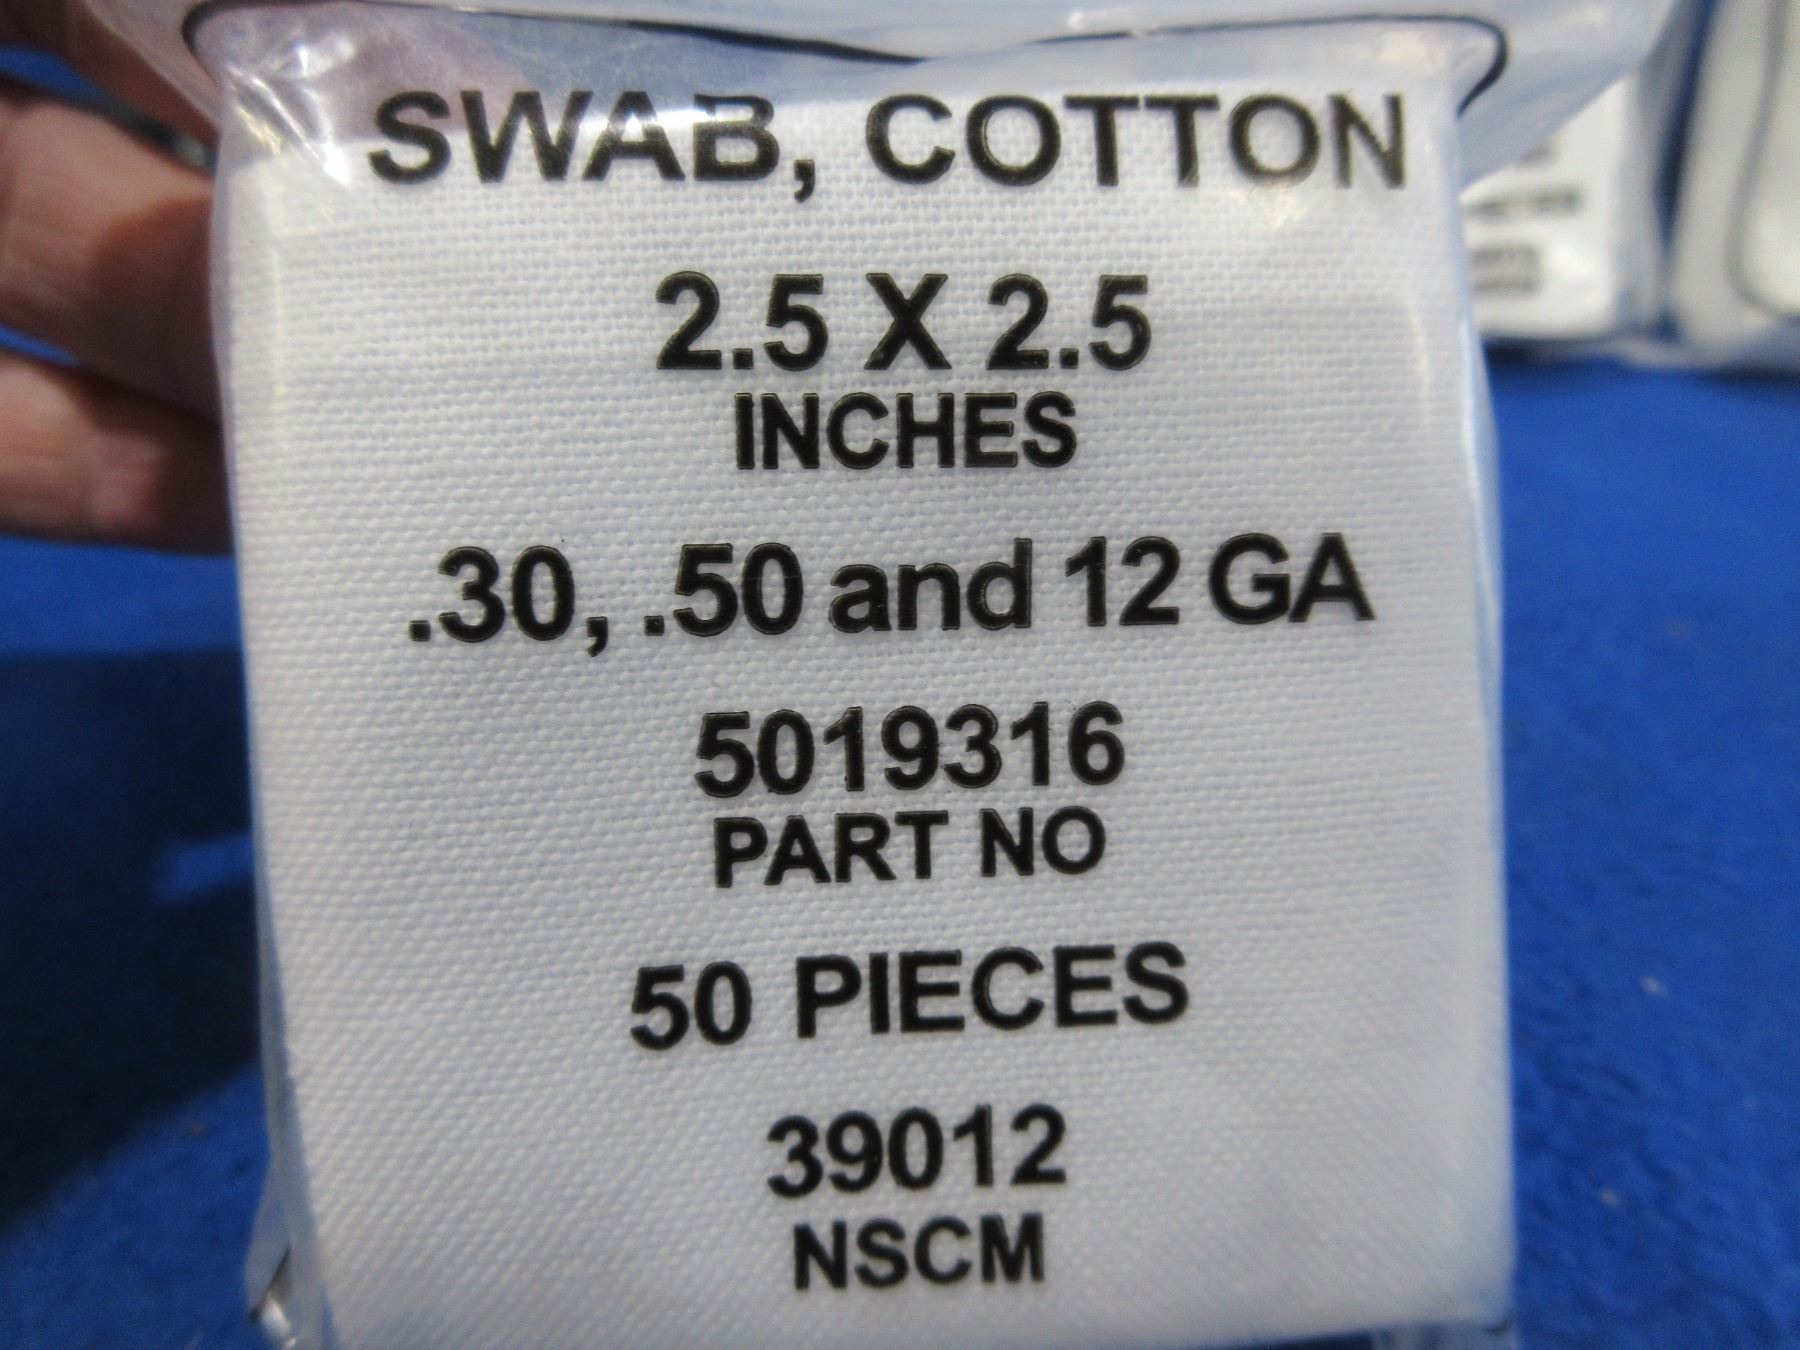 SWAB, COTTON
2.5 X 2.5
INCHES
.30, .50 and 12 GA
5019316
PART NO
50 PIECES
39012
NSCM